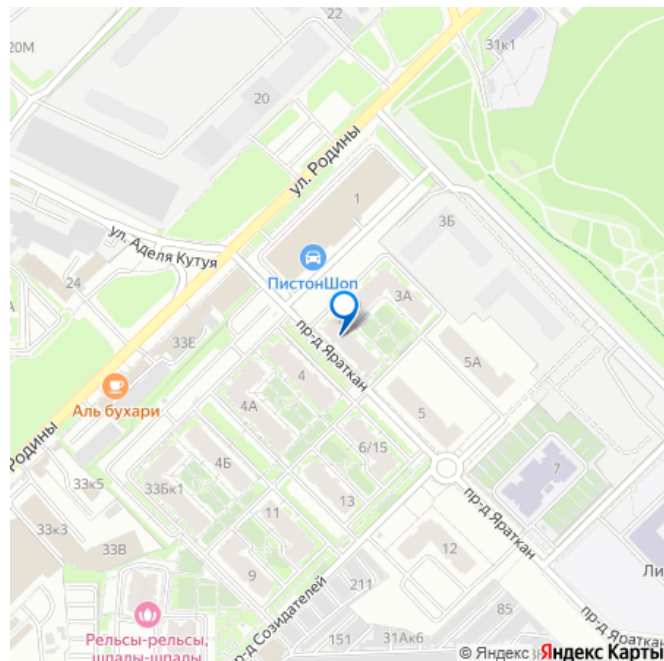 22
20М
31к1
20
ул. Родины
1
3Б
ул. Аделя Кутуя
24
ПистонШоп
3А
33Е
пр-д Яраткан
5А
4
Аль бухари
4А
5
Родины
6/15
4Б
33Бк1
7
33к5
13
11
пр-д Яраткан
33к3
33В
12
9
211
Ли
пр-д Созидателей
85
Рельсы-рельсы,
шпалы-шпалы
151
31Ак6
пр-д Яраткан
© Яндекс
Яндекс Карты